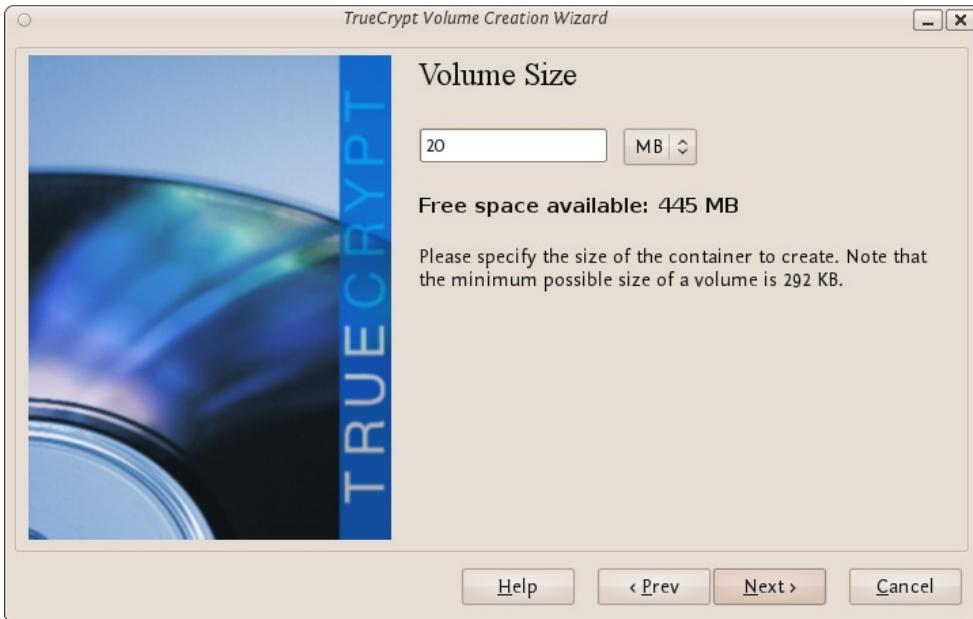 TrueCrypt Volume Creation Wizard
TRUECRYPT
Volume Size
20 MB
Free space available: 445 MB
Please specify the size of the container to create. Note that
the minimum possible size of a volume is 292 KB.
Help < Prev Next > Cancel